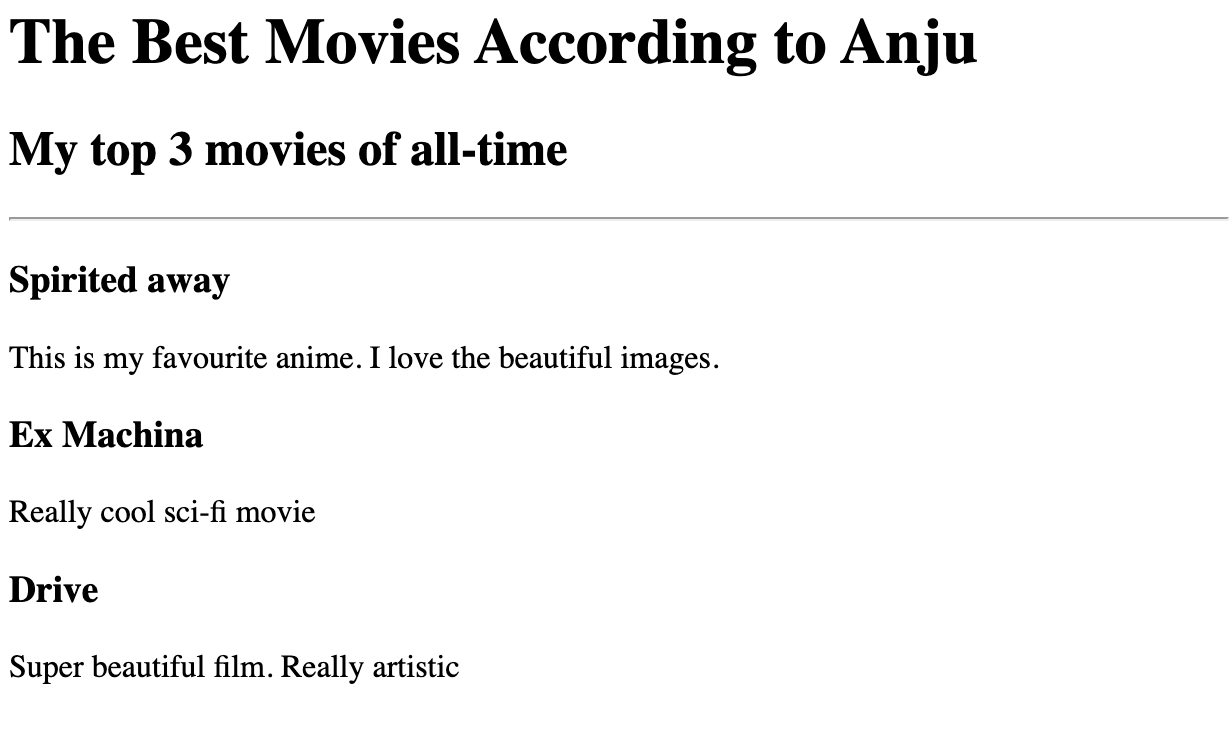 The Best Movies According to Anju
My top 3 movies of all-time
Spirited away
This is my favourite anime. I love the beautiful images.
Ex Machina
Really cool sci-fi movie
Drive
Super beautiful film. Really artistic